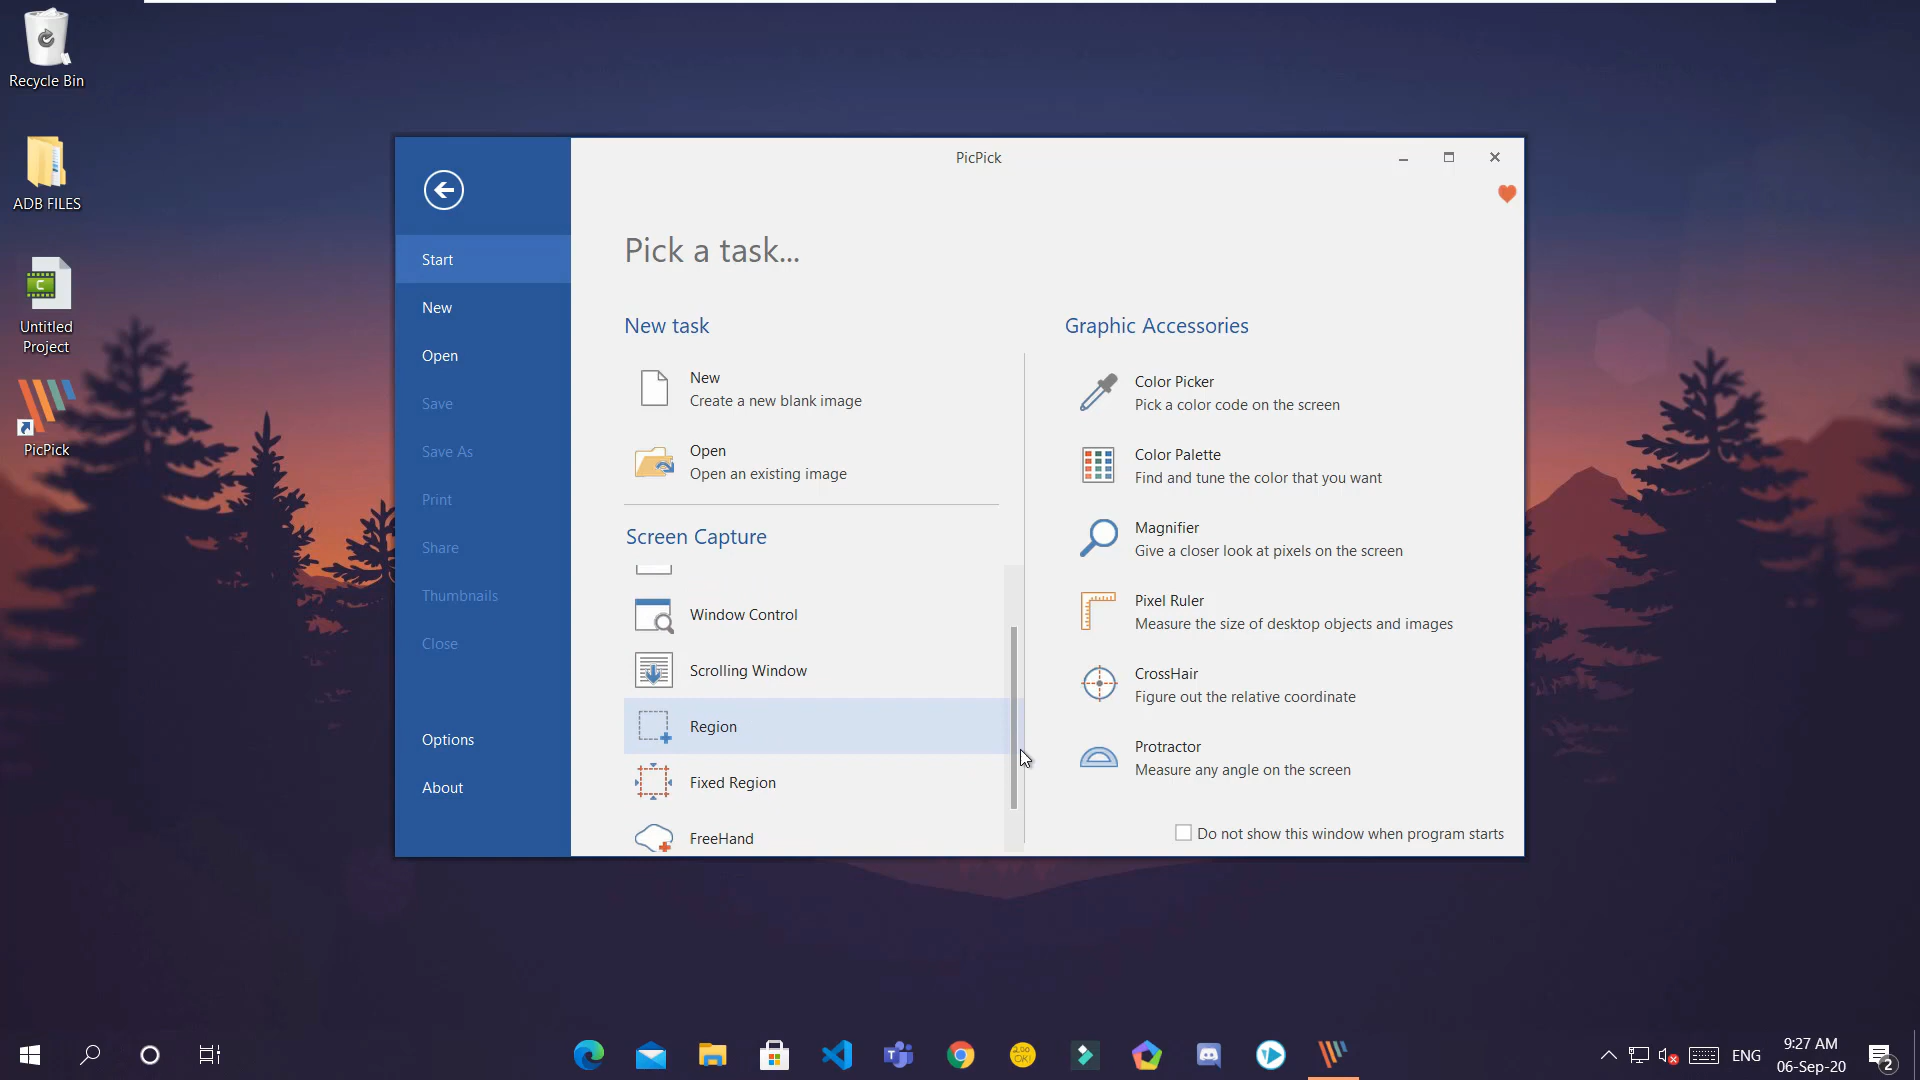 Recycle Bin
ADB FILES
Untitled
Project
PicPick
PicPick
Start
New
Open
Save
Save As
Print
Share
Thumbnails
Close
Options
About
Pick a task...
New task
New
Create a new blank image
Open
Open an existing image
Screen Capture
Window Control
Scrolling Window
Region
Fixed Region
FreeHand
Graphic Accessories
Color Picker
Pick a color code on the screen
Color Palette
Find and tune the color that you want
Magnifier
Give a closer look at pixels on the screen
Pixel Ruler
Measure the size of desktop objects and images
CrossHair
Figure out the relative coordinate
Protractor
Measure any angle on the screen
Do not show this window when program starts
ENG
9:27 AM
06-Sep-20
2